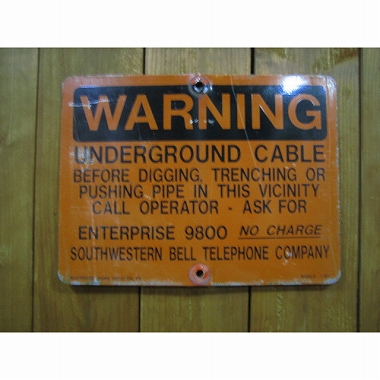 WARNING
UNDERGROUND CABLE
BEFORE DIGGING, TRENCHING OR
PUSHING PIPE IN THIS VICINITY
CALL OPERATOR - ASK FOR
ENTERPRISE 9800 NO CHARGE
SOUTHWESTERN BELL TELEPHONE COMPANY